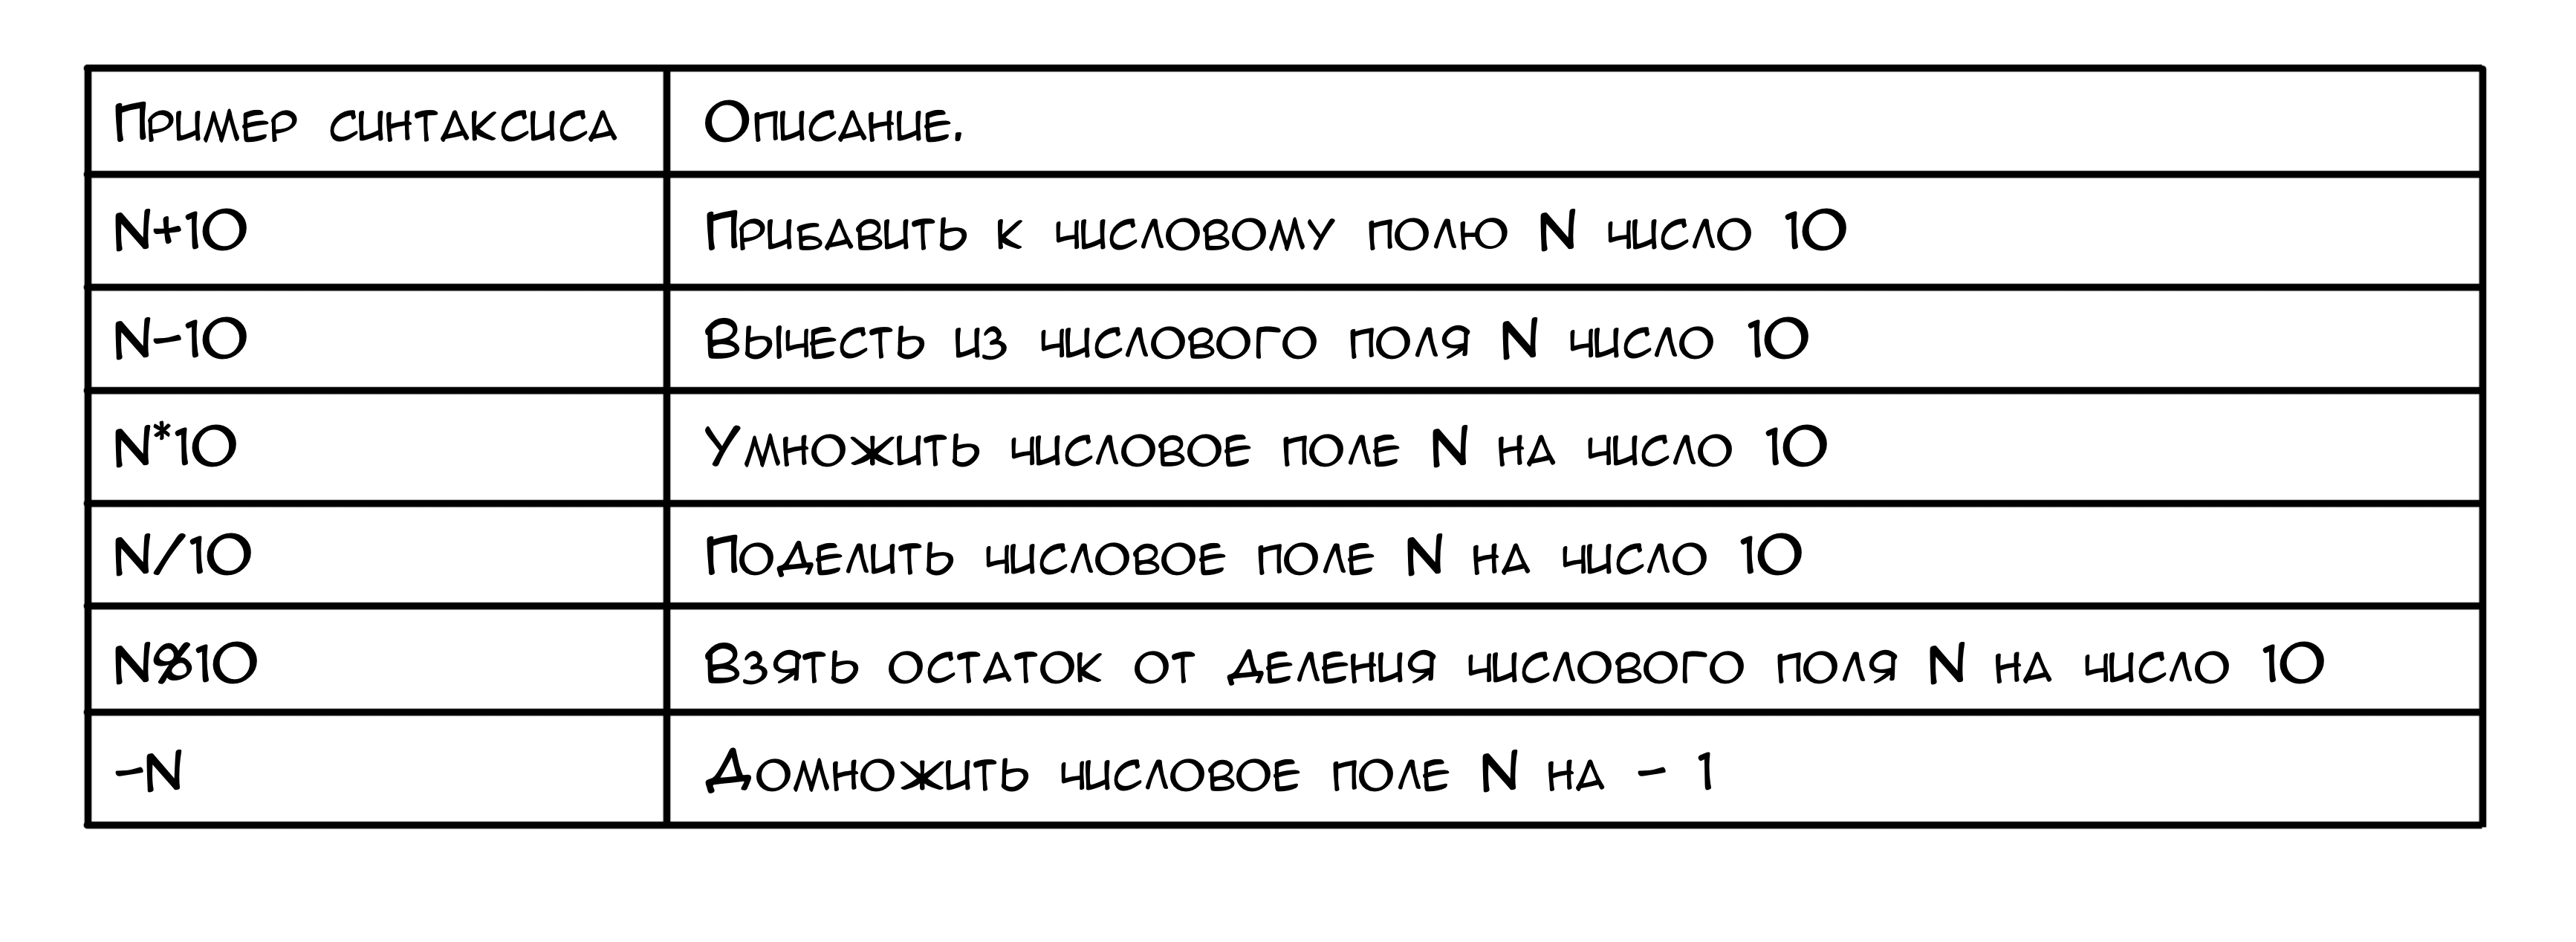 Пример синтаксиса Описание.
N+10 Прибавить к числовому полю N число 10
N-10 Вычесть из числового поля N число 10
N*10 Умножить числовое поле N на число 10
N/10 Поделить числовое поле N на число 10
N%10 Взять остаток от деления числового поля N на число 10
-N Домножить числовое поле N на - 1